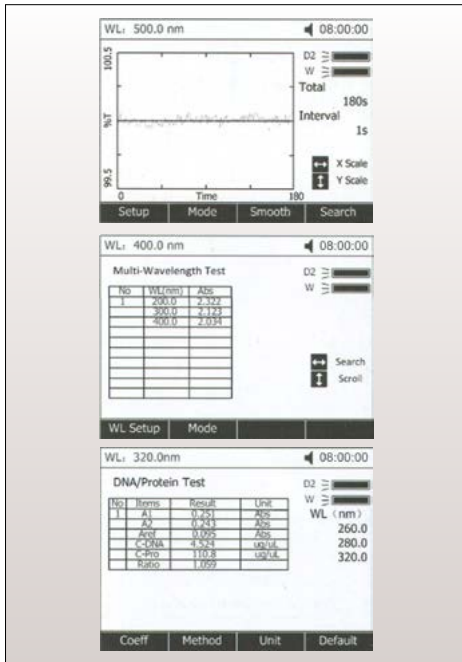 WL: 500.0 nm 08:00:00
100.5
%T
99.5
0 Time 180
D2
W
Total
180s
Interval
1s
X Scale
Y Scale
Setup Mode Smooth Search
WL: 400.0 nm 08:00:00
Multi-Wavelength Test
D2
W
No WL(nm) Abs
1 200.0 2.322
300.0 2.123
400.0 2.034
Search
Scroll
WL Setup Mode
WL: 320.0nm 08:00:00
DNA/Protein Test
D2
W
WL (nm)
260.0
280.0
320.0
No Items Result Unit
1 A1 0.251 Abs
A2 0.243 Abs
Aref 0.095 Abs
C-DNA 4.524 ug/uL
C-Pro 110.8 ug/uL
Ratio 1.059
Coeff Method Unit Default